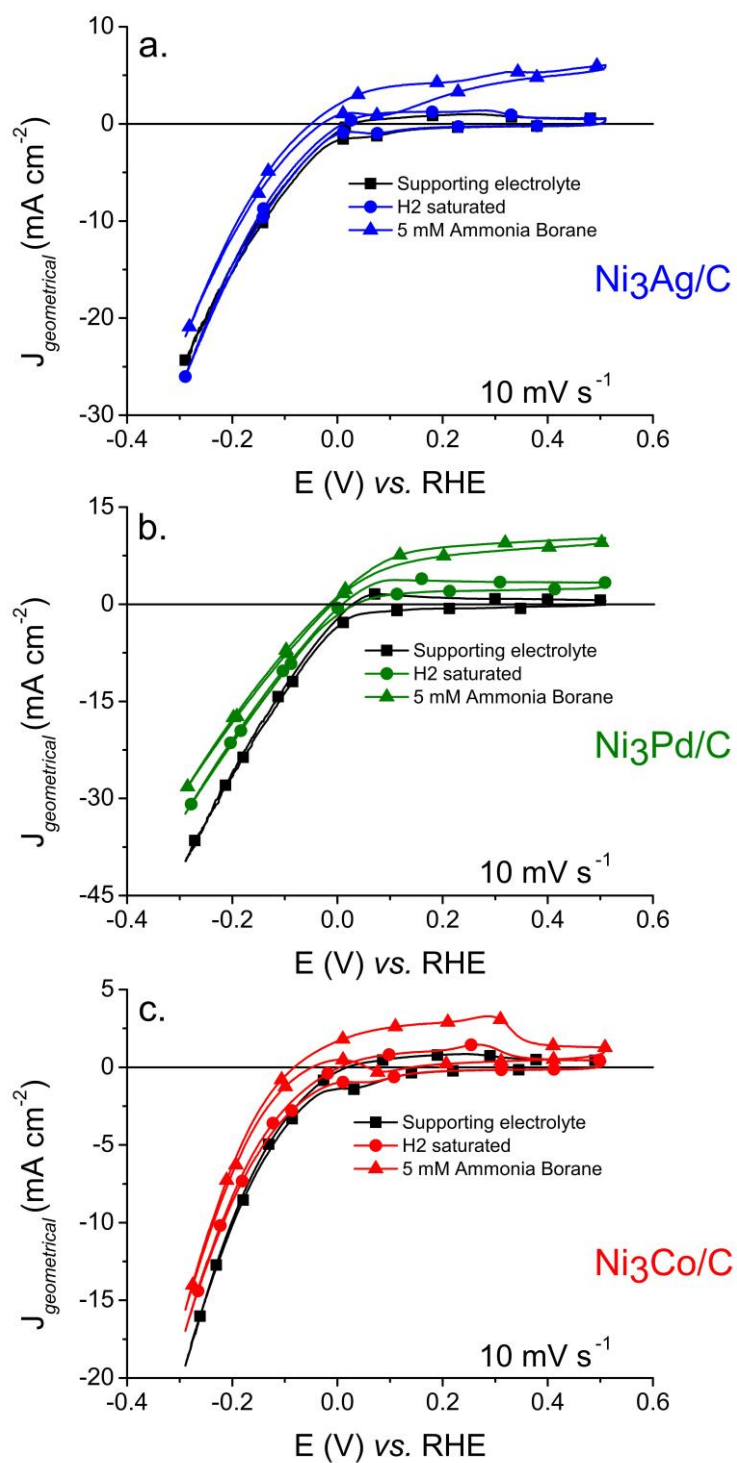 a.
10
0
-10
-20
-30
J geometrical (mA cm-2)
Supporting electrolyte
H2 saturated
5 mM Ammonia Borane
Ni3Ag/C
10 mV s-1
-0.4 -0.2 0.0 0.2 0.4 0.6
E (V) vs. RHE
b.
15
0
-15
-30
-45
J geometrical (mA cm-2)
Supporting electrolyte
H2 saturated
5 mM Ammonia Borane
Ni3Pd/C
10 mV s-1
-0.4 -0.2 0.0 0.2 0.4 0.6
E (V) vs. RHE
c.
5
0
-5
-10
-15
-20
J geometrical (mA cm-2)
Supporting electrolyte
H2 saturated
5 mM Ammonia Borane
Ni3Co/C
10 mV s-1
-0.4 -0.2 0.0 0.2 0.4 0.6
E (V) vs. RHE